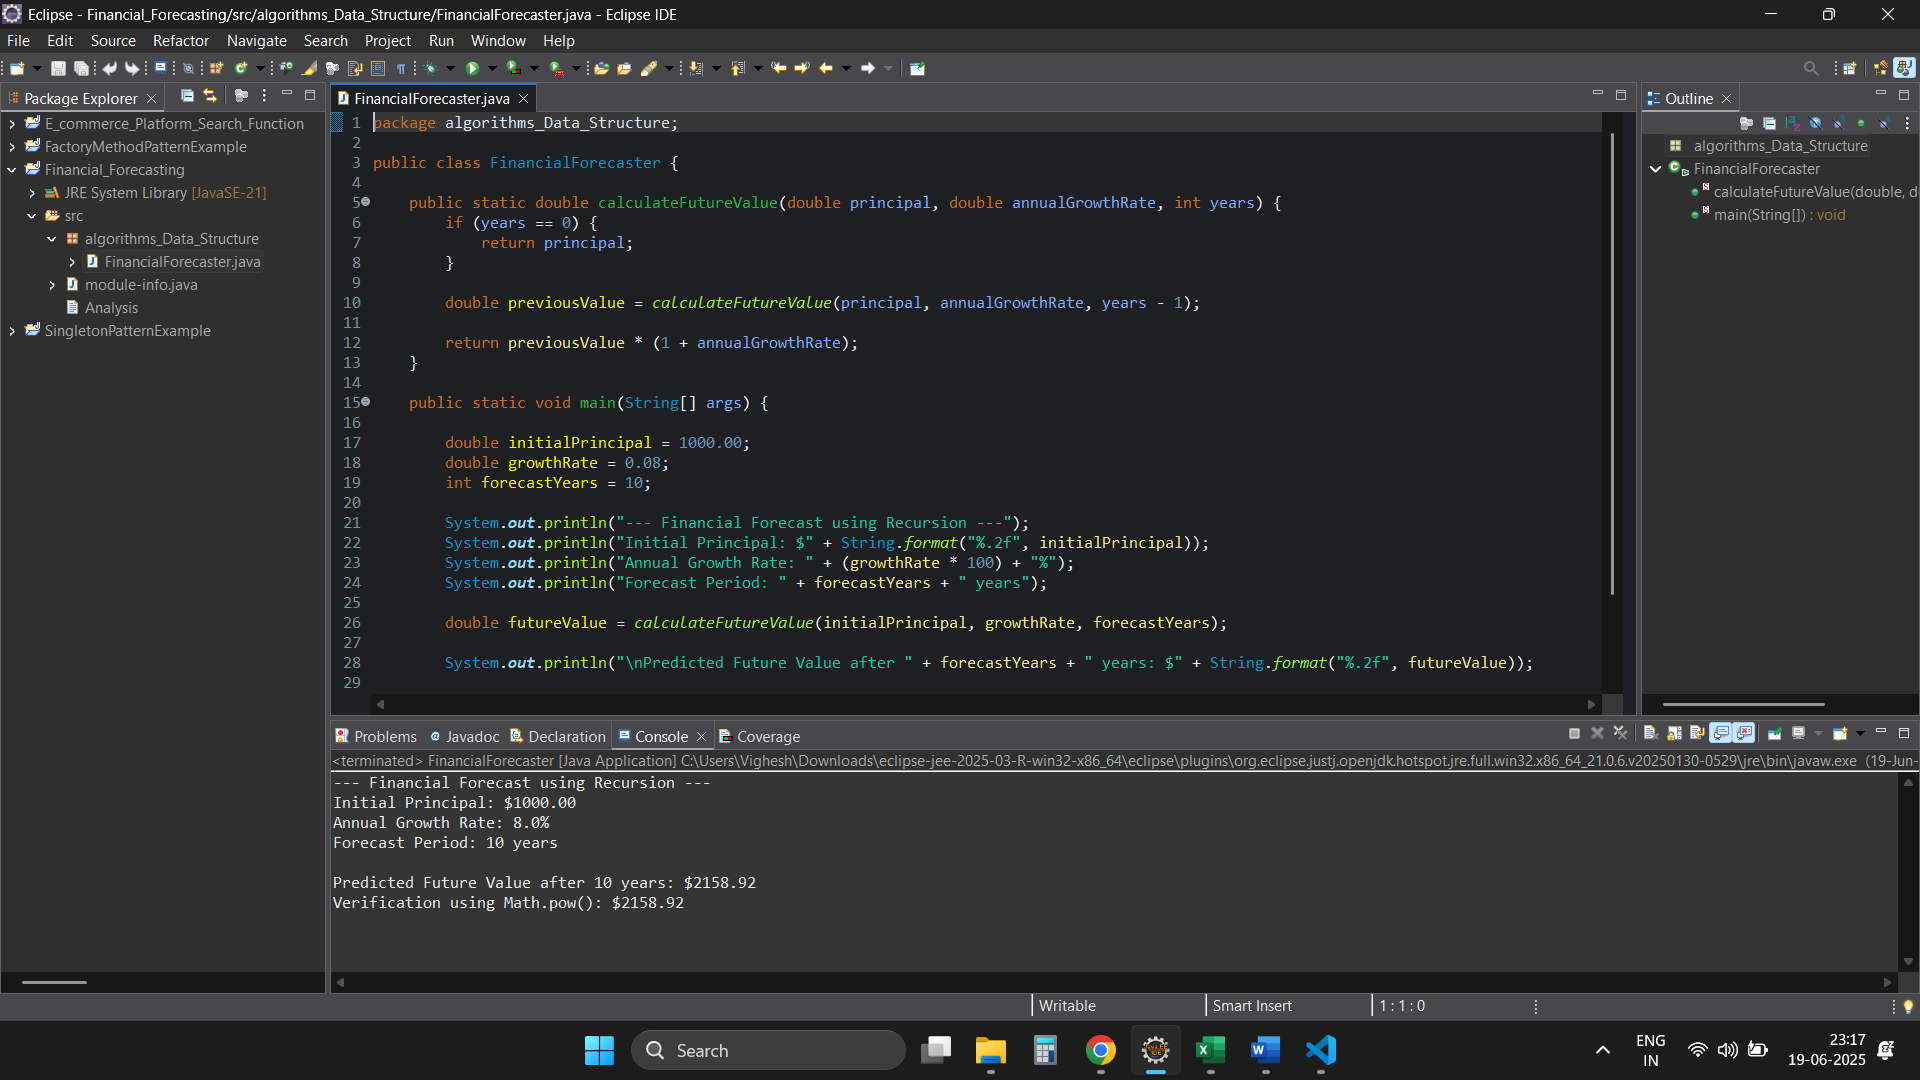 Eclipse - Financial_Forecasting/src/algorithms_Data_Structure/FinancialForecaster.java - Eclipse IDE
File Edit Source Refactor Navigate Search Project Run Window Help
Package Explorer
E_commerce_Platform_Search_Function
FactoryMethodPatternExample
Financial_Forecasting
JRE System Library [JavaSE-21]
src
algorithms_Data_Structure
FinancialForecaster.java
module-info.java
Analysis
SingletonPatternExample
FinancialForecaster.java
1 package algorithms_Data_Structure;
2
3 public class FinancialForecaster {
4
5 public static double calculateFutureValue(double principal, double annualGrowthRate, int years) {
6 if (years == 0) {
7 return principal;
8 }
9
10 double previousValue = calculateFutureValue(principal, annualGrowthRate, years - 1);
11
12 return previousValue * (1 + annualGrowthRate);
13 }
14
15 public static void main(String[] args) {
16
17 double initialPrincipal = 1000.00;
18 double growthRate = 0.08;
19 int forecastYears = 10;
20
21 System.out.println("--- Financial Forecast using Recursion ---");
22 System.out.println("Initial Principal: $" + String.format("%.2f", initialPrincipal));
23 System.out.println("Annual Growth Rate: " + (growthRate * 100) + "%");
24 System.out.println("Forecast Period: " + forecastYears + " years");
25
26 double futureValue = calculateFutureValue(initialPrincipal, growthRate, forecastYears);
27
28 System.out.println("\nPredicted Future Value after " + forecastYears + " years: $" + String.format("%.2f", futureValue));
29
Outline
algorithms_Data_Structure
FinancialForecaster
calculateFutureValue(double, d
main(String[]) : void
Problems Javadoc Declaration Console Coverage
<terminated> FinancialForecaster [Java Application] C:\Users\Vighesh\Downloads\eclipse-jee-2025-03-R-win32-x86_64\eclipse\plugins\org.eclipse.justj.openjdk.hotspot.jre.full.win32.x86_64_21.0.6.v20250130-0529\jre\bin\javaw.exe (19-Jun-
--- Financial Forecast using Recursion ---
Initial Principal: $1000.00
Annual Growth Rate: 8.0%
Forecast Period: 10 years
Predicted Future Value after 10 years: $2158.92
Verification using Math.pow(): $2158.92
Writable Smart Insert 1 : 1 : 0
Search
ENG
IN
23:17
19-06-2025